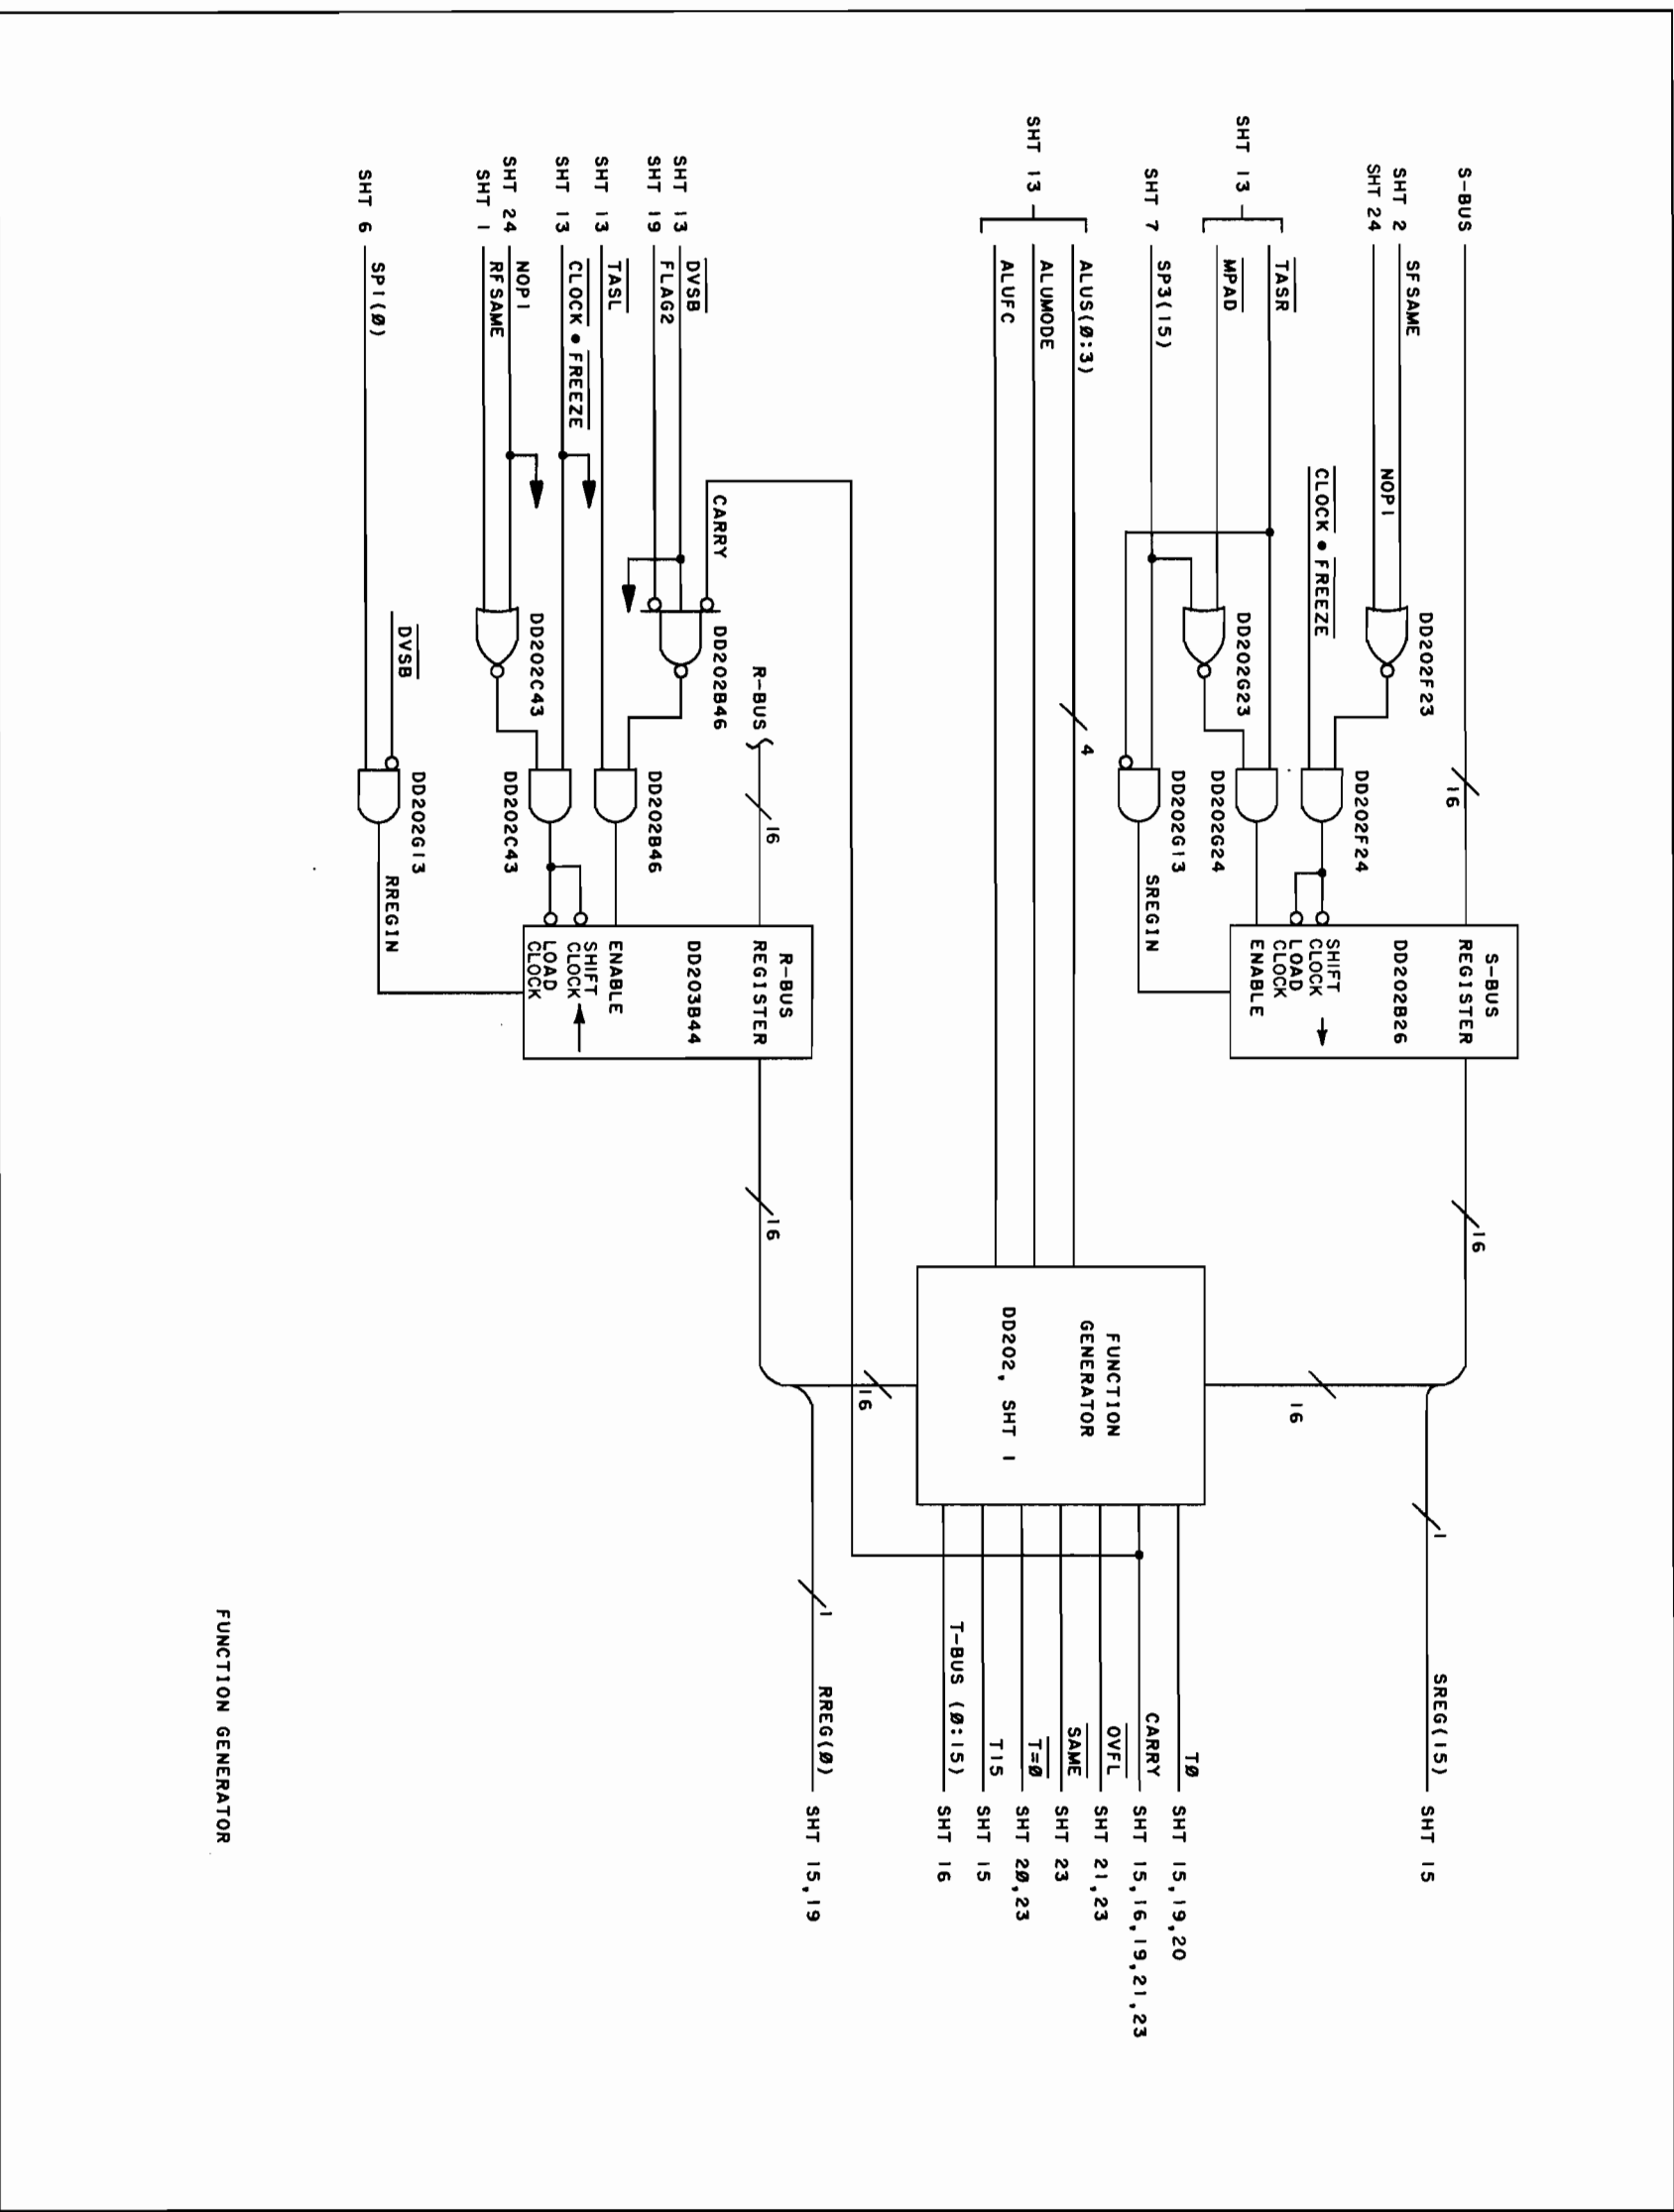 S-BUS
16
S-BUS
REGISTER
DD202B26
SHIFT
CLOCK
LOAD
CLOCK
ENABLE
16
SREG(15)
SHT 15
1
SHT 2
SFSAME
SHT 24
NOP1
DD202F23
CLOCK • FREEZE
DD202F24
SHT 13
TASR
MPAD
DD202G23
DD202G24
SHT 7
SP3(15)
DD202G13
SREGIN
16
SHT 13
ALUS(Ø:3)
4
ALUMODE
ALUFC
FUNCTION
GENERATOR
DD202, SHT 1
TØ
SHT 15,19,20
CARRY
SHT 15,16,19,21,23
OVFL
SHT 21,23
SAME
SHT 23
T=Ø
SHT 2Ø,23
T15
SHT 15
T-BUS (Ø:15)
SHT 16
16
RREG(Ø)
SHT 15,19
1
CARRY
R-BUS
16
R-BUS
REGISTER
DD203B44
ENABLE
SHIFT
CLOCK
LOAD
CLOCK
16
SHT 13
DVSB
SHT 19
FLAG2
DD202B46
SHT 13
TASL
DD202B46
SHT 13
CLOCK • FREEZE
SHT 24
NOP1
SHT 1
RFSAME
DD202C43
DD202C43
DVSB
DD202G13
SHT 6
SP1(Ø)
RREGIN
FUNCTION GENERATOR